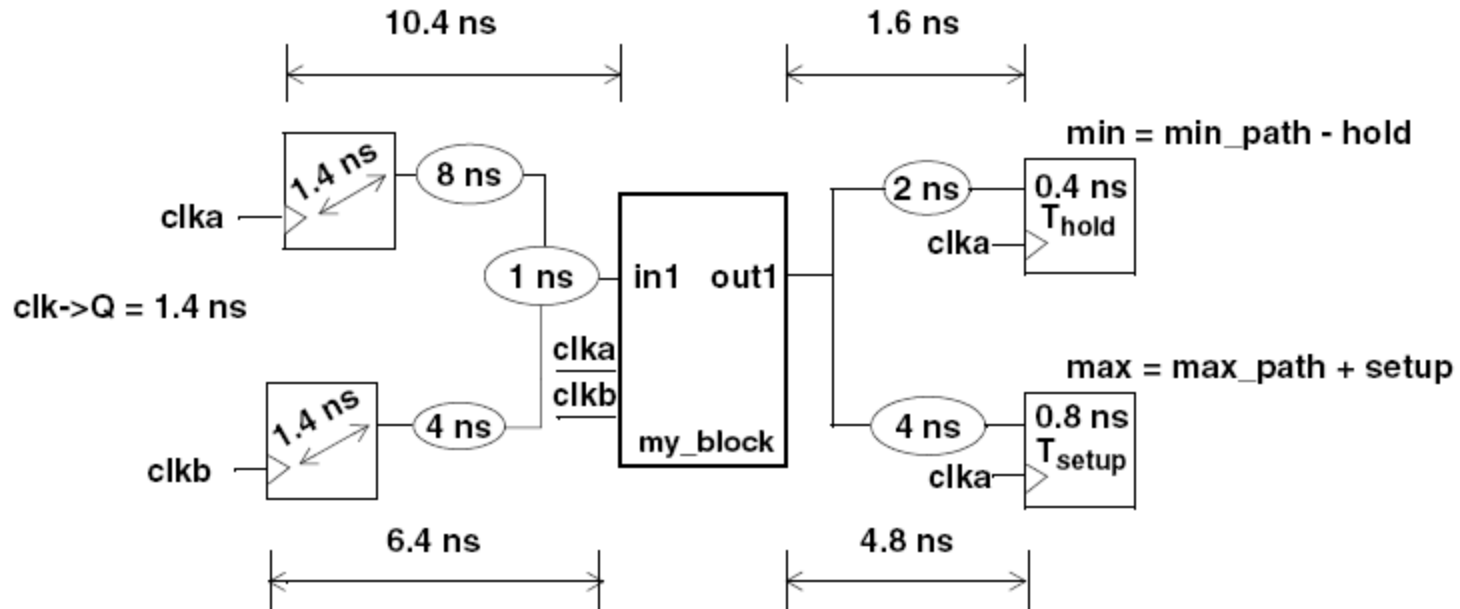 10.4 ns
1.6 ns
min = min_path - hold
1.4 ns
8 ns
2 ns
0.4 ns
T hold
clka
clka
1 ns
in1
out1
clk->Q = 1.4 ns
clka
clkb
my_block
max = max_path + setup
1.4 ns
4 ns
4 ns
0.8 ns
T setup
clkb
clka
6.4 ns
4.8 ns